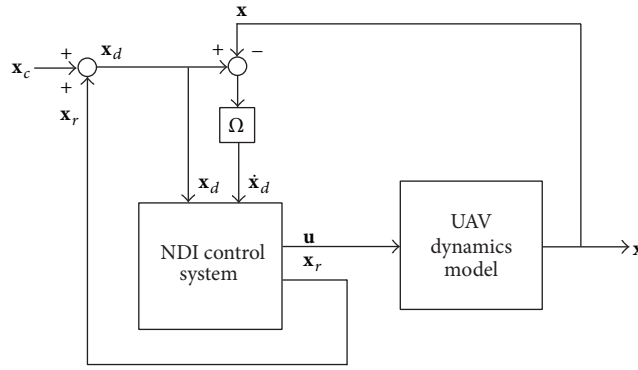 x
+
x_d
+
−
x_c
+
x_r
Ω
x_d
ẋ_d
NDI control
system
u
x_r
UAV
dynamics
model
x